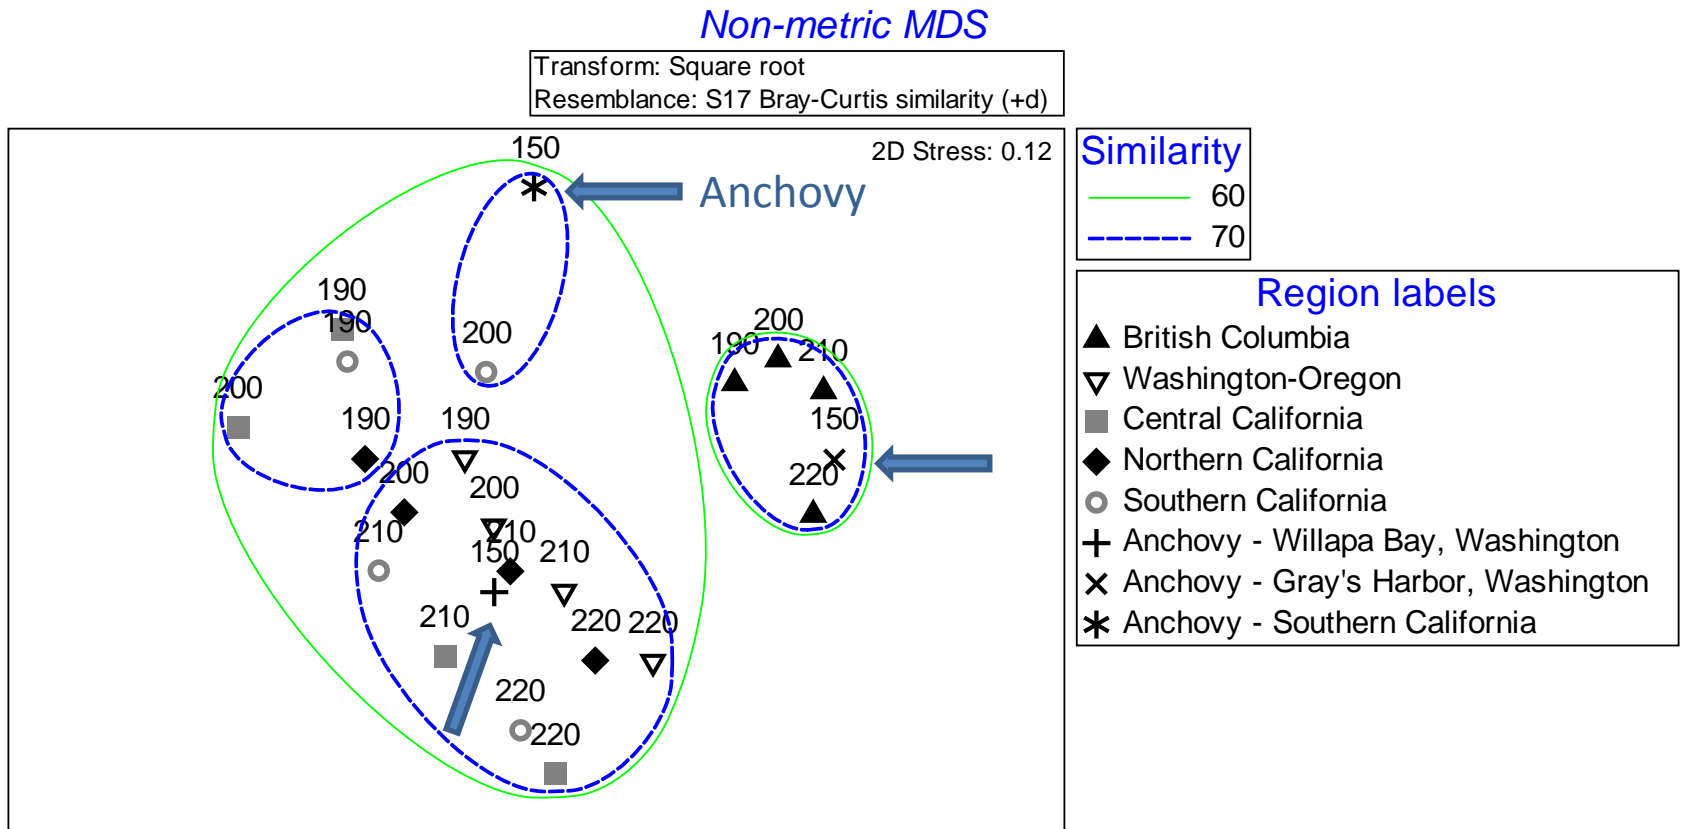 Non-metric MDS
Transform: Square root
Resemblance: S17 Bray-Curtis similarity (+d)
2D Stress: 0.12
150
Anchovy
190
190
200
200
190
200
210
190
200
210
150
210
210
220
220
220
220
200
190
210
150
220
Similarity
60
70
Region labels
British Columbia
Washington-Oregon
Central California
Northern California
Southern California
Anchovy - Willapa Bay, Washington
Anchovy - Gray's Harbor, Washington
Anchovy - Southern California